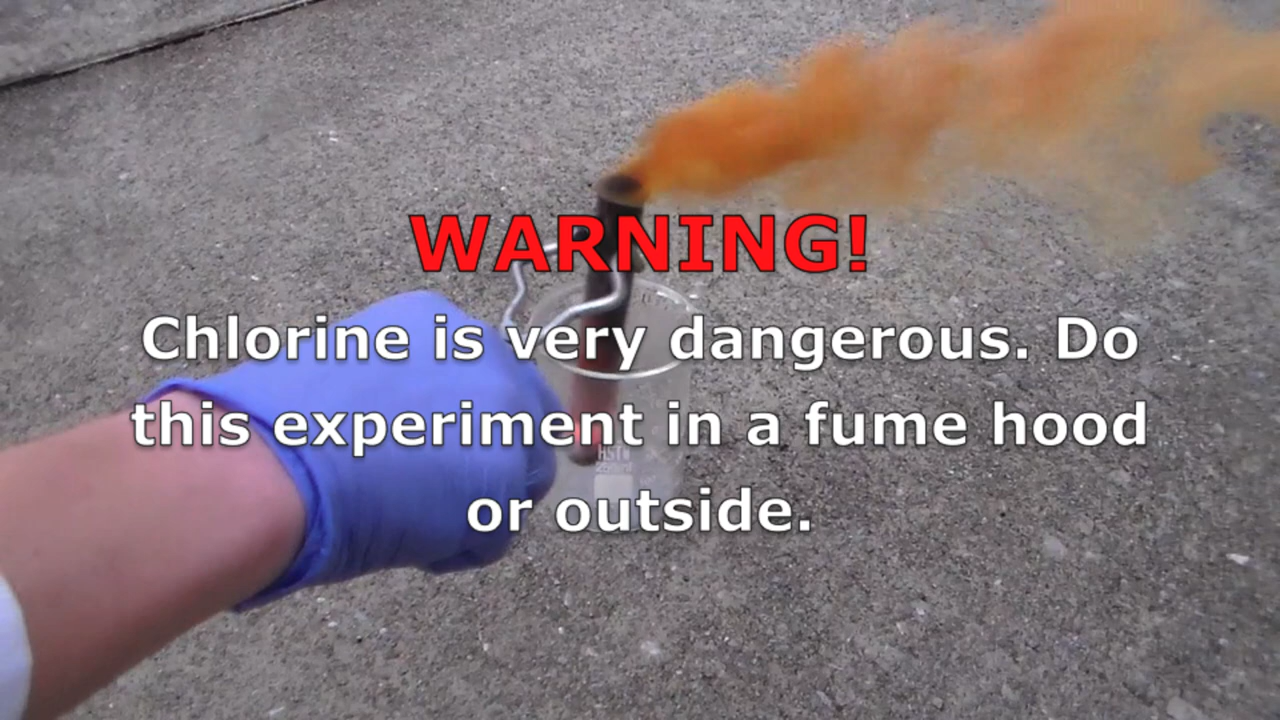 WARNING!
Chlorine is very dangerous. Do
this experiment in a fume hood
or outside.